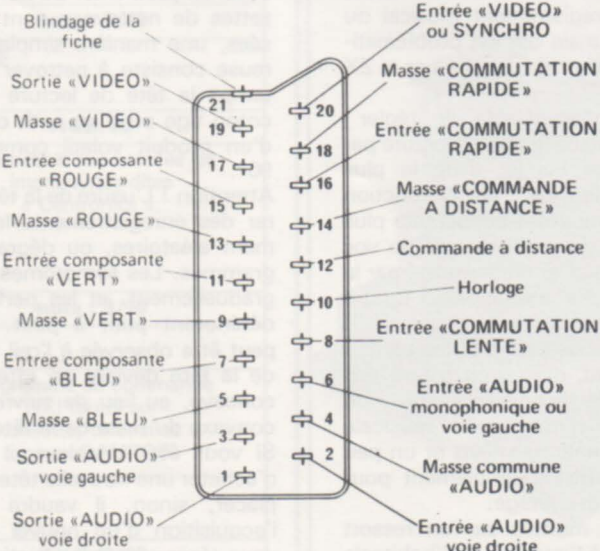 Blindage de la
fiche
Sortie «VIDEO»
Masse «VIDEO»
Entrée composante
«ROUGE»
Masse «ROUGE»
Entrée composante
«VERT»
Masse «VERT»
Entrée composante
«BLEU»
Masse «BLEU»
Sortie «AUDIO»
voie gauche
Sortie «AUDIO»
voie droite
21
19
17
15
13
11
9
7
5
3
1
20
18
16
14
12
10
8
6
4
2
Entrée «VIDEO»
ou SYNCHRO
Masse «COMMUTATION
RAPIDE»
Entrée «COMMUTATION
RAPIDE»
Masse «COMMANDE
A DISTANCE»
Commande à distance
Horloge
Entrée «COMMUTATION
LENTE»
Entrée «AUDIO»
monophonique ou
voie gauche
Masse commune
«AUDIO»
Entrée «AUDIO»
voie droite